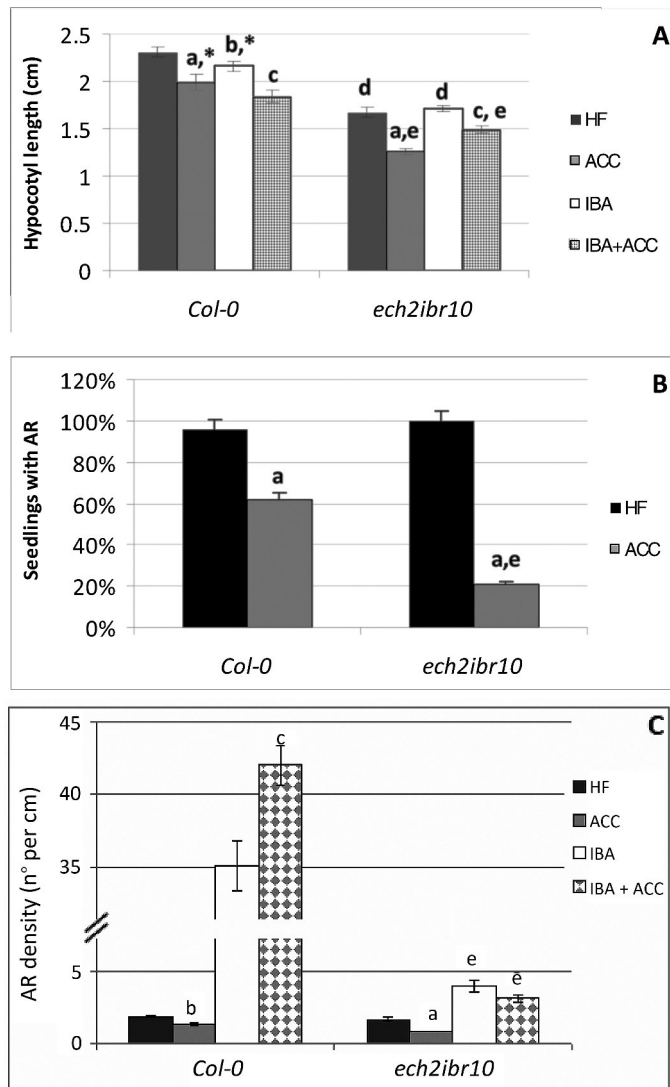 A
Hypocotyl length (cm)
2.5
2
1.5
1
0.5
0
a,*
b,*
c
d
a,e
d
c, e
Col-0
ech2ibr10
HF
ACC
IBA
IBA+ACC
B
Seedlings with AR
120%
100%
80%
60%
40%
20%
0%
a
a,e
Col-0
ech2ibr10
HF
ACC
C
AR density (n° per cm)
45
40
35
5
0
b
c
a
e
e
Col-0
ech2ibr10
HF
ACC
IBA
IBA + ACC